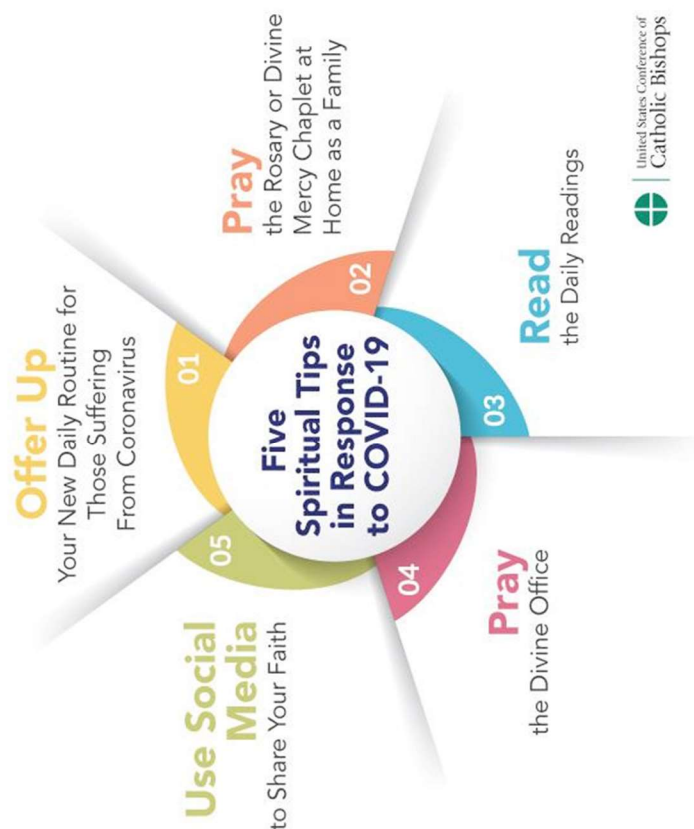 Five
Spiritual Tips
in Response
to COVID-19
01
Offer Up
Your New Daily Routine for
Those Suffering
From Coronavirus
02
Pray
the Rosary or Divine
Mercy Chaplet at
Home as a Family
03
Read
the Daily Readings
04
Pray
the Divine Office
05
Use Social
Media
to Share Your Faith
United States Conference of
Catholic Bishops